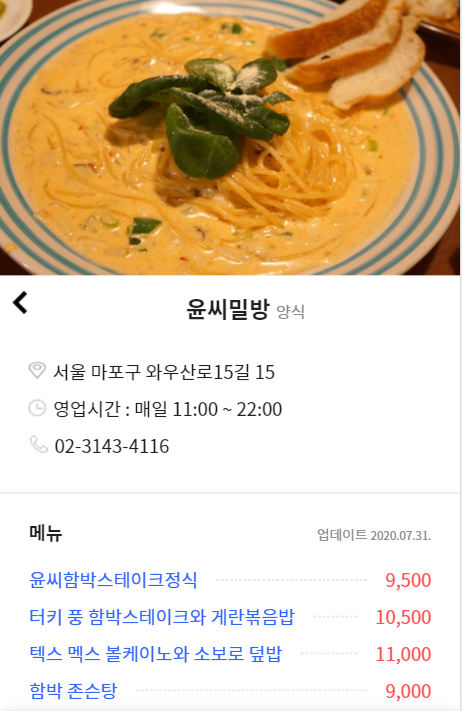 윤씨밀방 양식
서울 마포구 와우산로15길 15
영업시간 : 매일 11:00 ~ 22:00
02-3143-4116
메뉴 업데이트 2020.07.31.
윤씨함박스테이크정식 9,500
터키 풍 함박스테이크와 게란볶음밥 10,500
텍스 멕스 볼케이노와 소보로 덮밥 11,000
함박 존슨탕 9,000